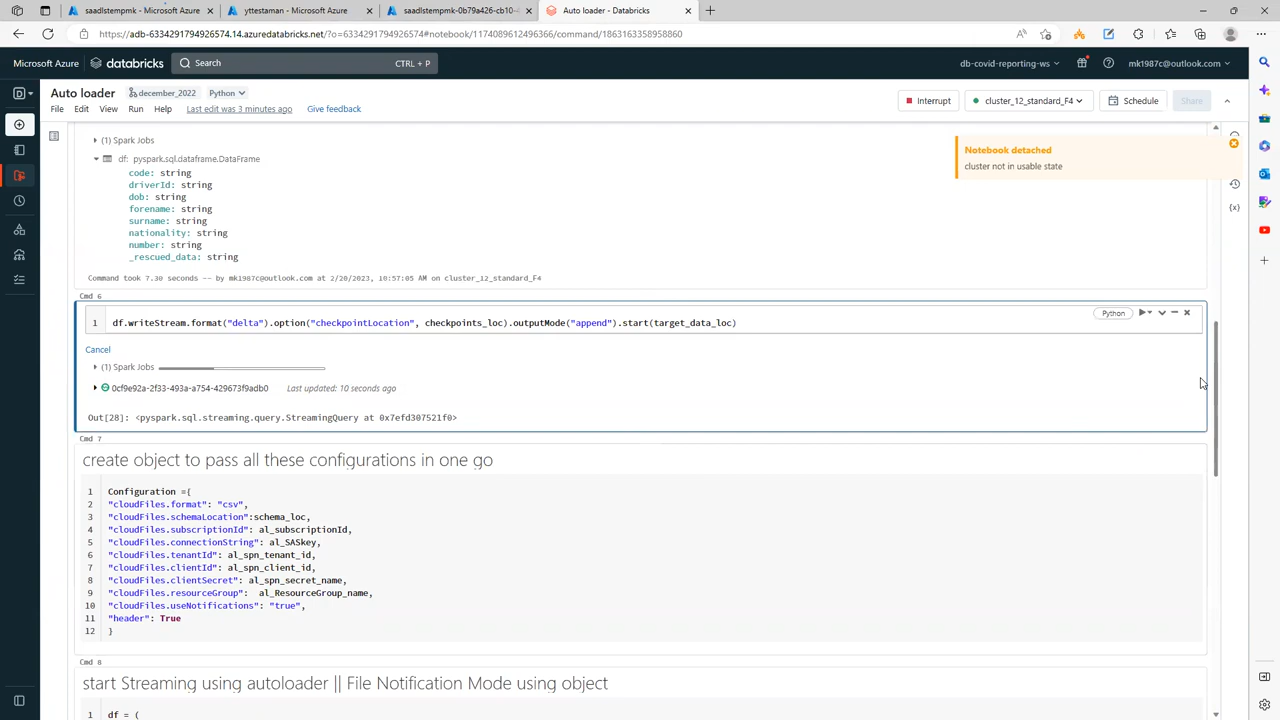 saadlstempmk - Microsoft Azure
yttestaman - Microsoft Azure
saadlstempmk-0b79a426-cb10--
Auto loader - Databricks
https://adb-6334291794926574.14.azuredatabricks.net/?o=6334291794926574#notebook/1174089612496366/command/1863163358958860
Microsoft Azure
databricks
Search
CTRL + P
db-covid-reporting-ws
mk1987c@outlook.com
Auto loader
december_2022
Python
File
Edit
View
Run
Help
Last edit was 3 minutes ago
Give feedback
Interrupt
cluster_12_standard_F4
Schedule
Share
Notebook detached
cluster not in usable state
(1) Spark Jobs
df: pyspark.sql.dataframe.DataFrame
code: string
driverId: string
dob: string
forename: string
surname: string
nationality: string
number: string
_rescued_data: string
Command took 7.30 seconds -- by mk1987c@outlook.com at 2/20/2023, 10:57:05 AM on cluster_12_standard_F4
Cmd 6
Python
1 df.writeStream.format("delta").option("checkpointLocation", checkpoints_loc).outputMode("append").start(target_data_loc)
Cancel
(1) Spark Jobs
0cf9e92a-2f33-493a-a754-429673f9adb0 Last updated: 10 seconds ago
Out[28]: <pyspark.sql.streaming.query.StreamingQuery at 0x7efd307521f0>
Cmd 7
create object to pass all these configurations in one go
1 Configuration ={
2 "cloudFiles.format": "csv",
3 "cloudFiles.schemaLocation":schema_loc,
4 "cloudFiles.subscriptionId": al_subscriptionId,
5 "cloudFiles.connectionString": al_SASkey,
6 "cloudFiles.tenantId": al_spn_tenant_id,
7 "cloudFiles.clientId": al_spn_client_id,
8 "cloudFiles.clientSecret": al_spn_secret_name,
9 "cloudFiles.resourceGroup": al_ResourceGroup_name,
10 "cloudFiles.useNotifications": "true",
11 "header": True
12 }
Cmd 8
start Streaming using autoloader || File Notification Mode using object
1 df = (